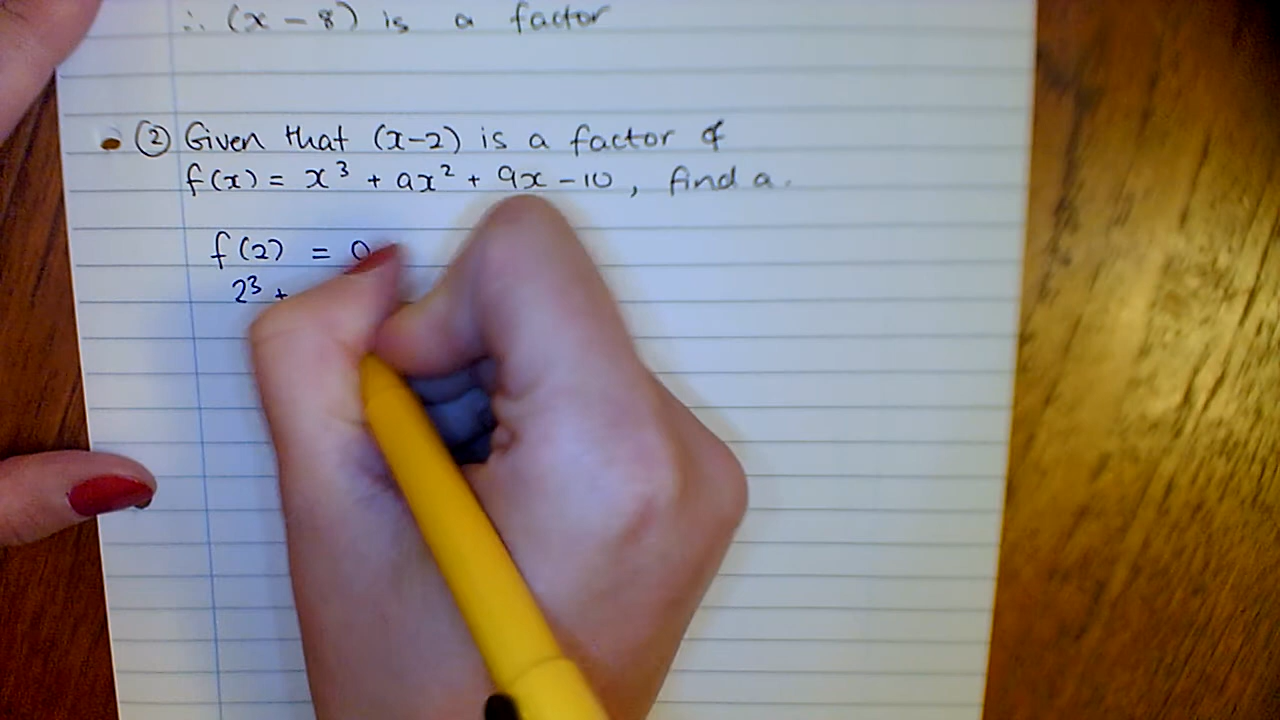 ∴ (x - 8) is a factor
② Given that (x-2) is a factor of
f(x) = x³ + ax² + 9x - 10, find a.
f(2) = 0
2³ +